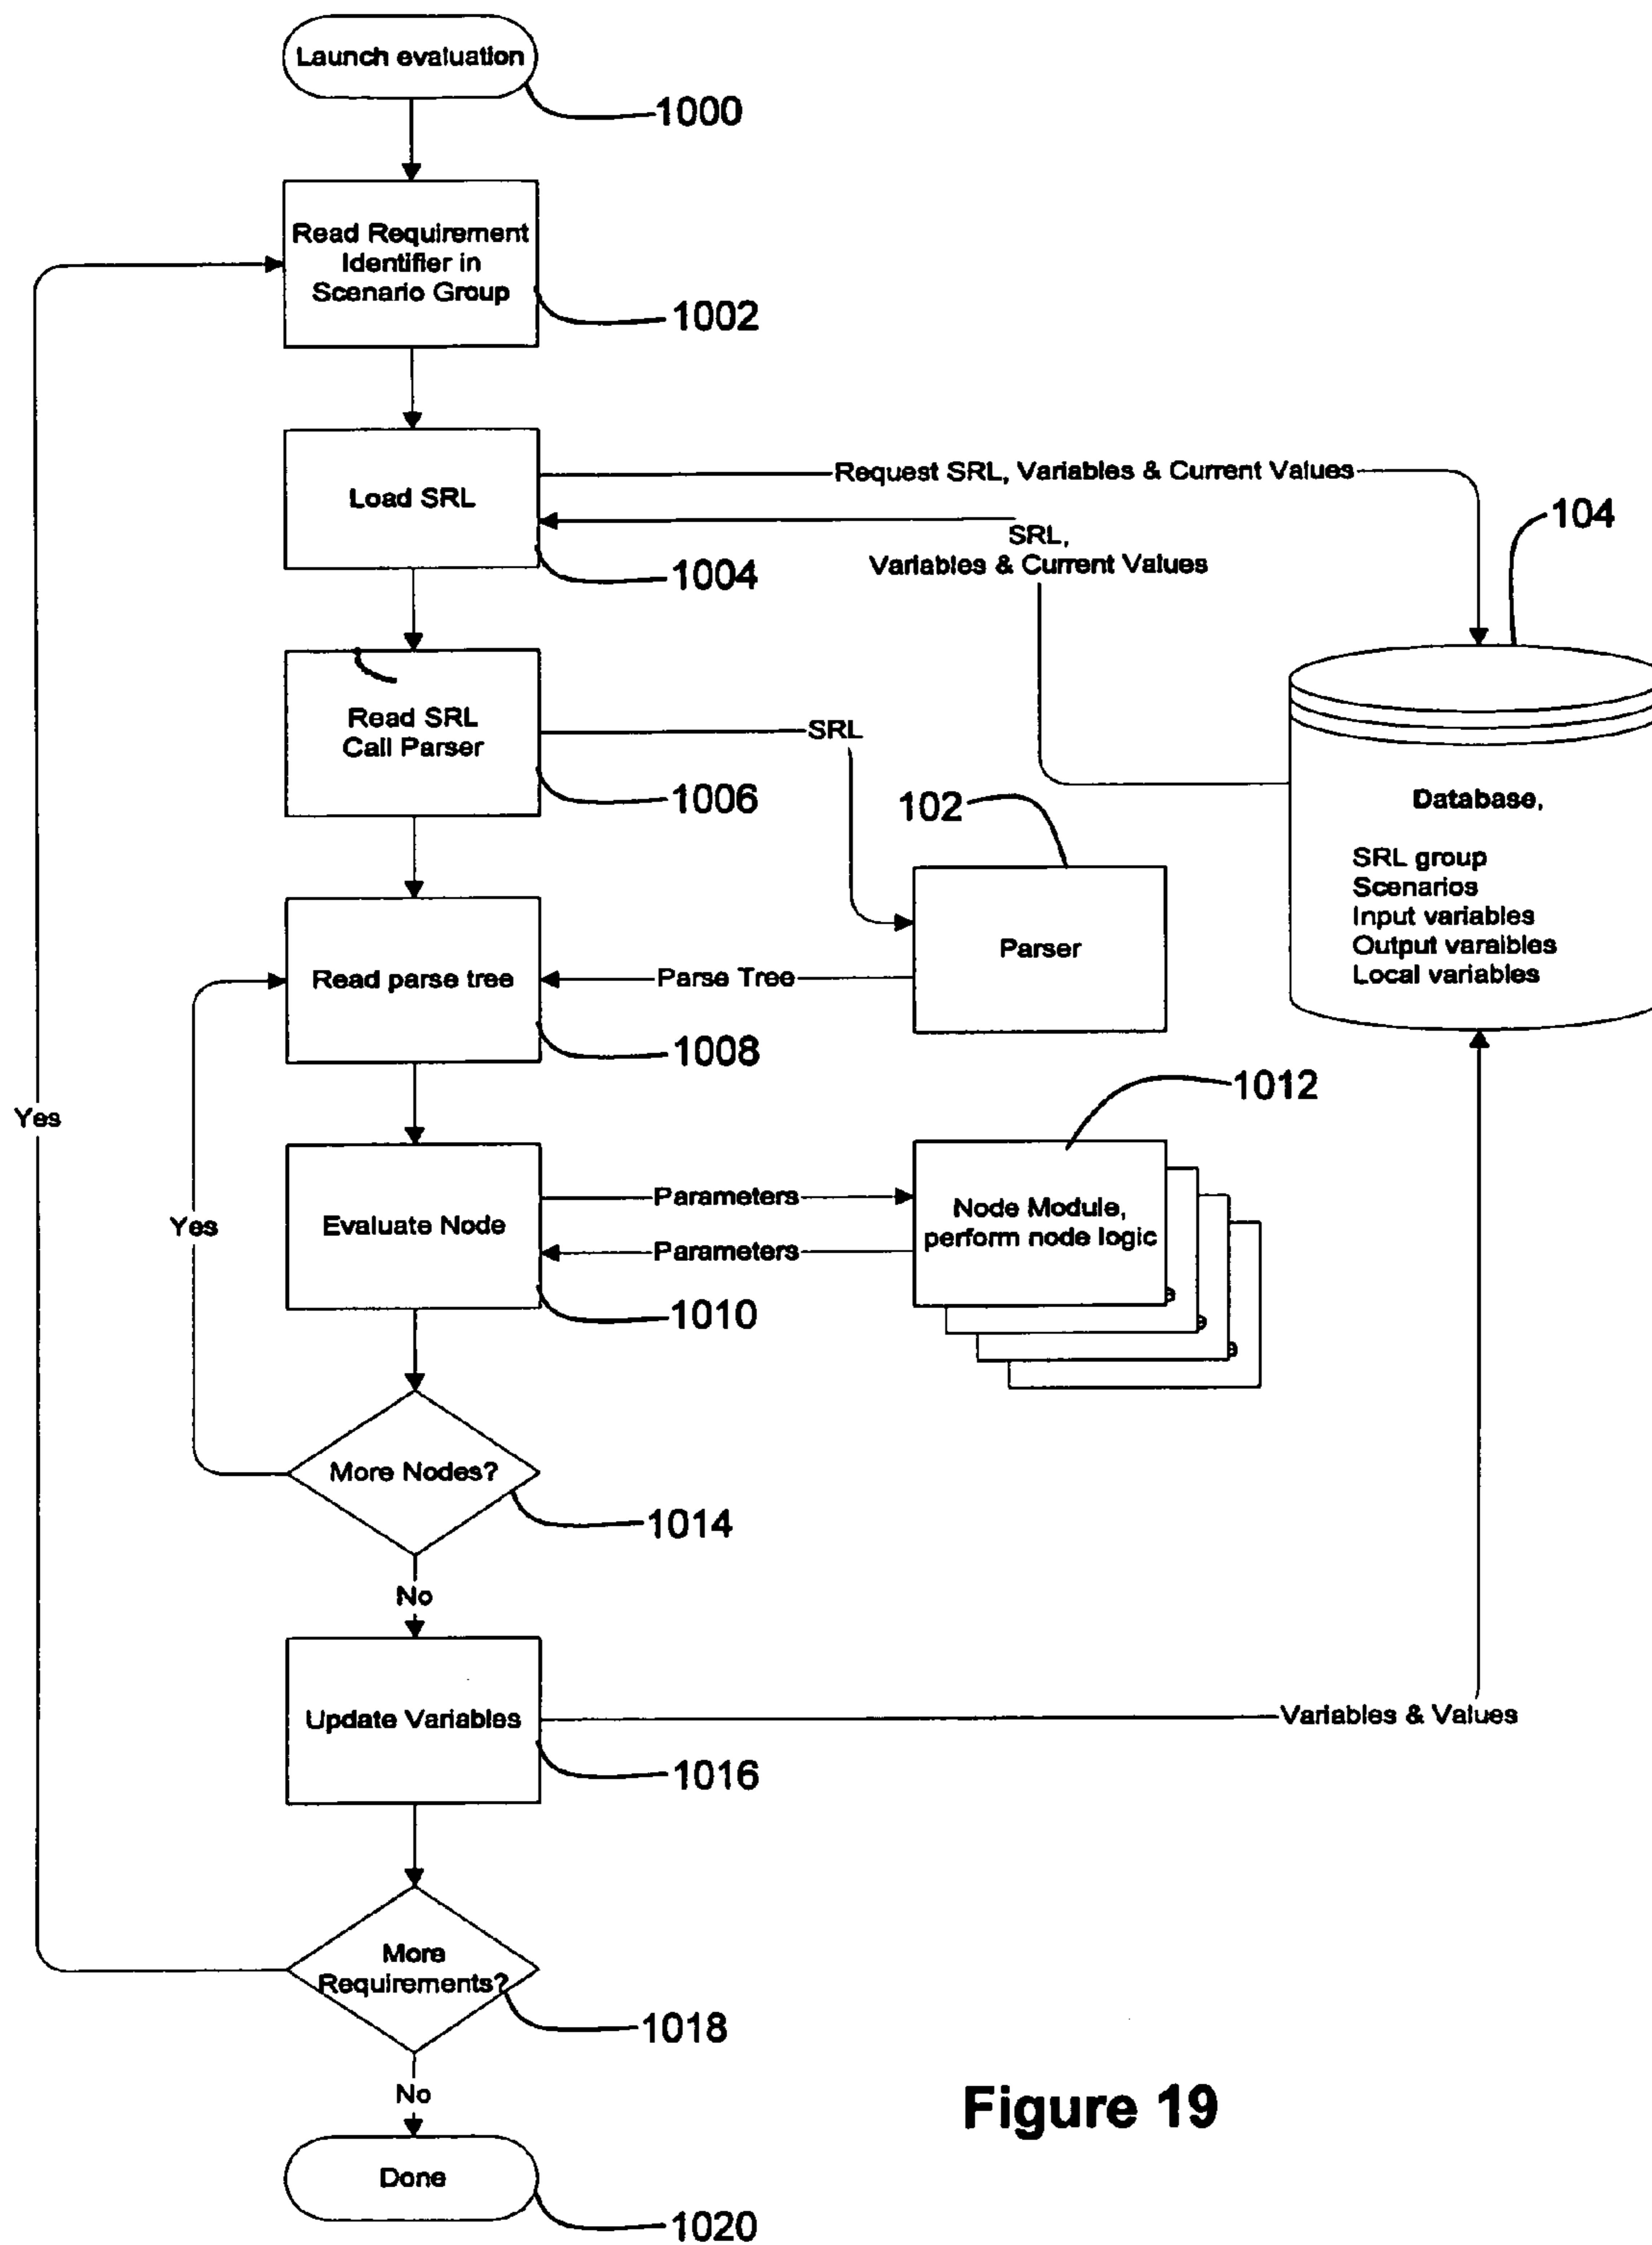 Launch evaluation
1000
Read Requirement
Identifier in
Scenario Group
1002
Load SRL
1004
Request SRL, Variables & Current Values
SRL,
Variables & Current Values
104
Read SRL
Call Parser
1006
SRL
102
Parser
Database,
SRL group
Scenarios
Input variables
Output varaibles
Local variables
Read parse tree
Parse Tree
1008
Yes
Evaluate Node
Parameters
Parameters
1010
1012
Node Module,
perform node logic
e
e
e
Yes
More Nodes?
1014
No
Update Variables
Variables & Values
1016
More
Requirements?
1018
No
Done
1020
Figure 19